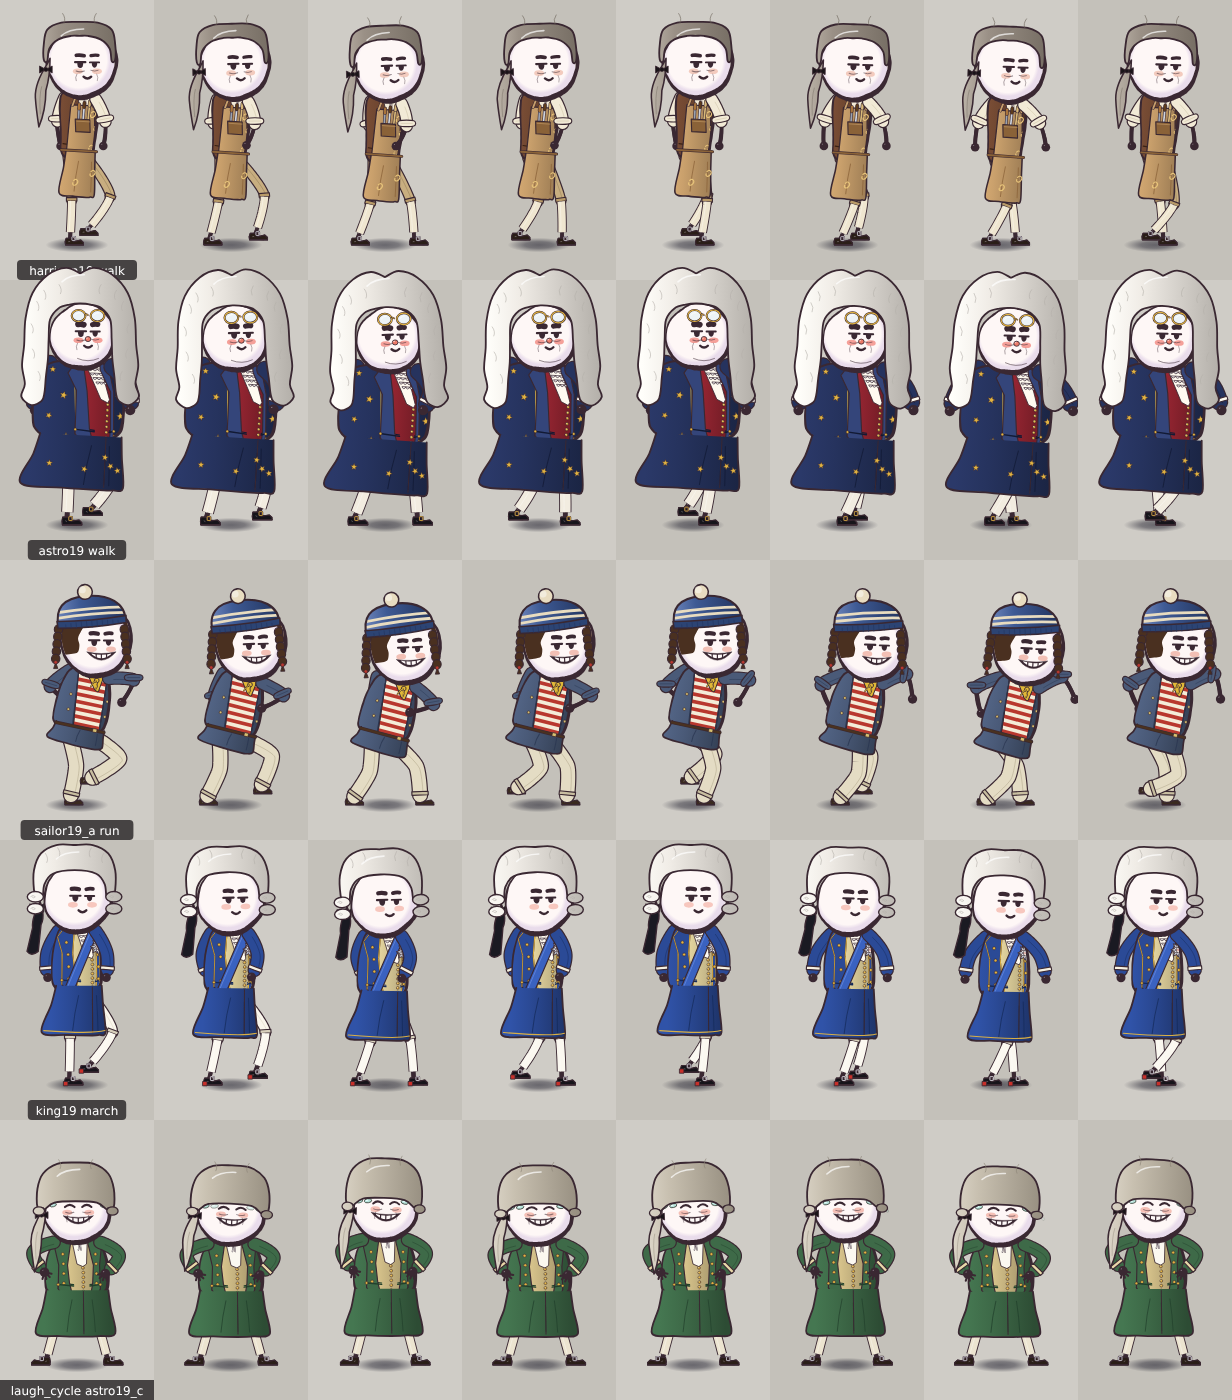 walk
astro19 walk
sailor19_a run
king19 march
laugh_cycle astro19_c